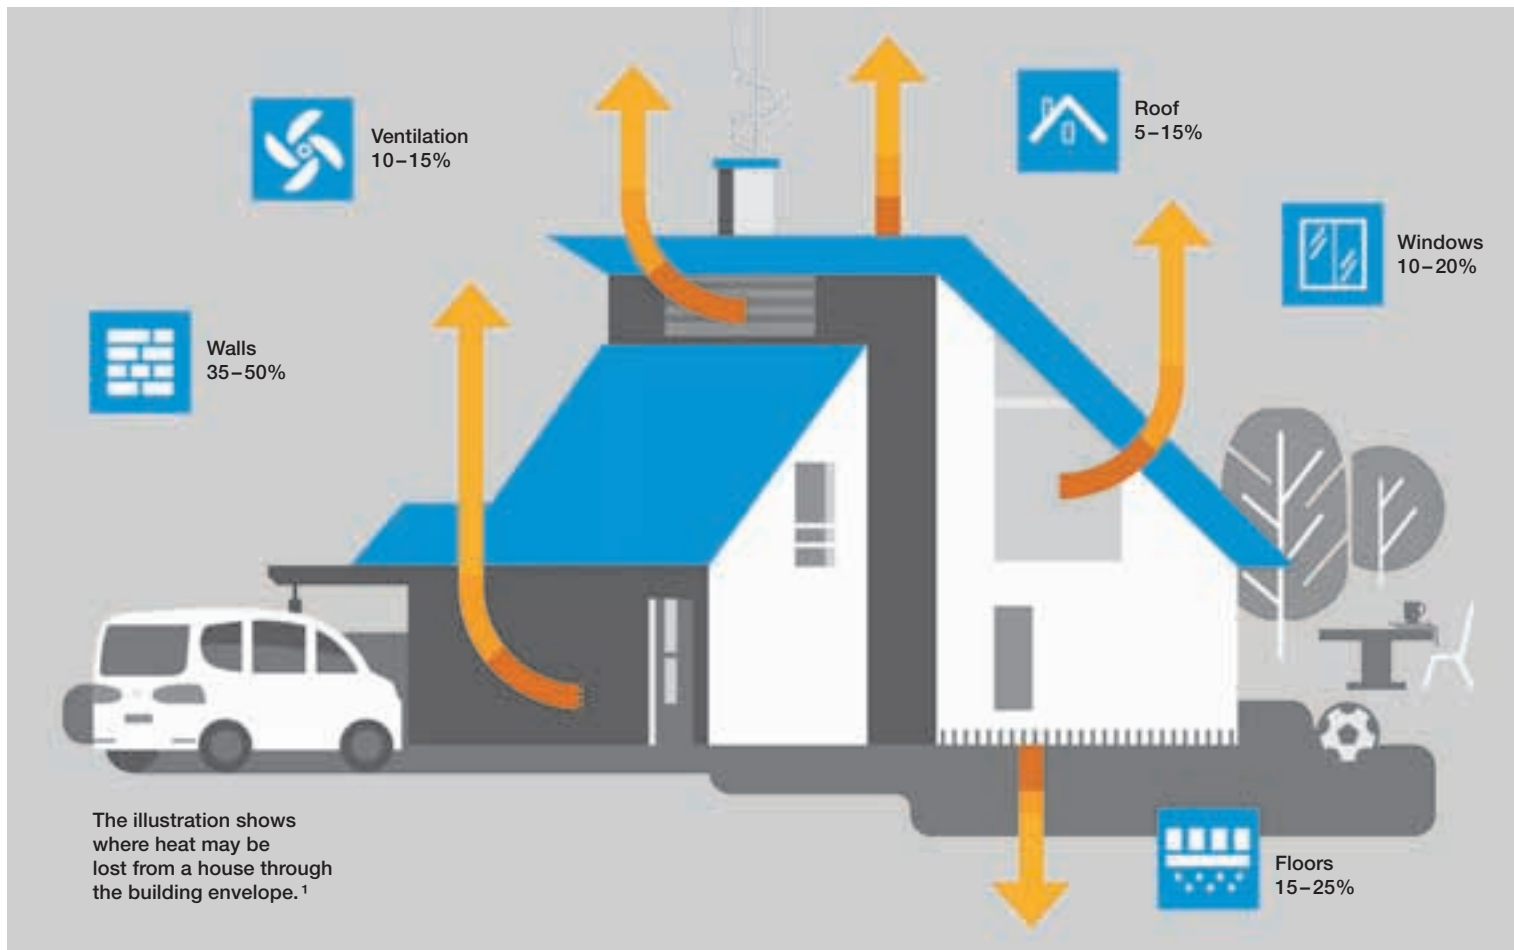 Roof
5–15%
Ventilation
10–15%
Windows
10–20%
Walls
35–50%
The illustration shows
where heat may be
lost from a house through
the building envelope.¹
Floors
15–25%